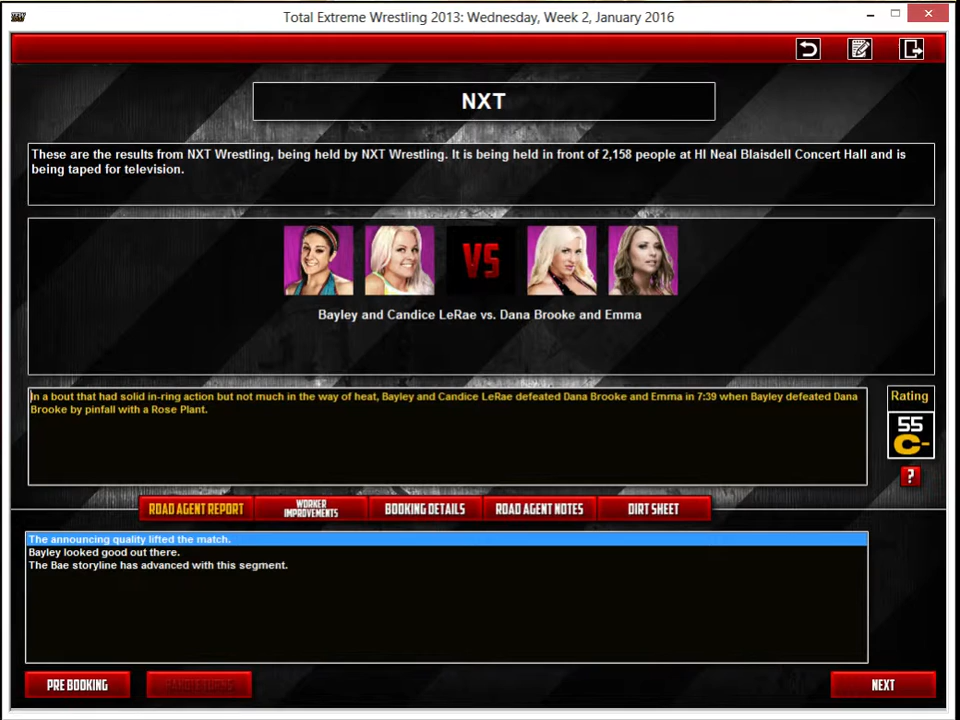 Total Extreme Wrestling 2013: Wednesday, Week 2, January 2016
NXT
These are the results from NXT Wrestling, being held by NXT Wrestling. It is being held in front of 2,158 people at HI Neal Blaisdell Concert Hall and is
being taped for television.
VS
Bayley and Candice LeRae vs. Dana Brooke and Emma
In a bout that had solid in-ring action but not much in the way of heat, Bayley and Candice LeRae defeated Dana Brooke and Emma in 7:39 when Bayley defeated Dana
Brooke by pinfall with a Rose Plant.
Rating
55
C-
?
ROAD AGENT REPORT
WORKER
IMPROVEMENTS
BOOKING DETAILS
ROAD AGENT NOTES
DIRT SHEET
The announcing quality lifted the match.
Bayley looked good out there.
The Bae storyline has advanced with this segment.
PRE BOOKING
NEXT